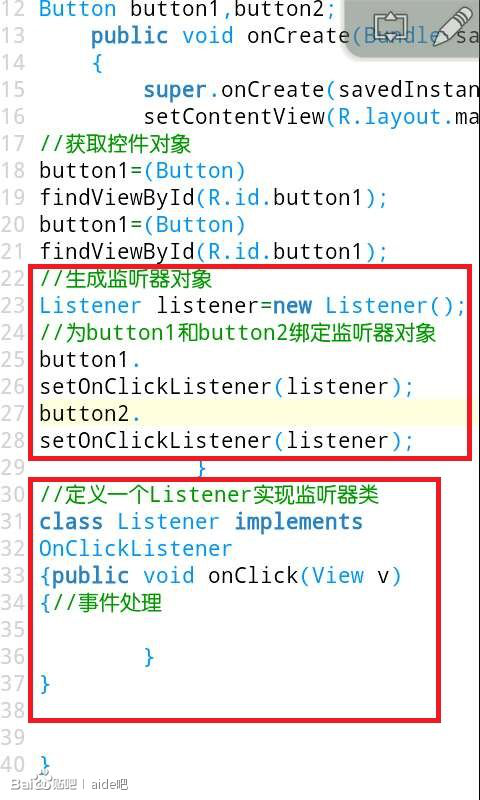 12 Button button1,button2;
13 public void onCreate(Bundle sa
14 {
15 super.onCreate(savedInstan
16 setContentView(R.layout.ma
17 //获取控件对象
18 button1=(Button)
19 findViewById(R.id.button1);
20 button1=(Button)
21 findViewById(R.id.button1);
22 //生成监听器对象
23 Listener listener=new Listener();
24 //为button1和button2绑定监听器对象
25 button1.
26 setOnClickListener(listener);
27 button2.
28 setOnClickListener(listener);
29 }
30 //定义一个Listener实现监听器类
31 class Listener implements
32 OnClickListener
33 {public void onClick(View v)
34 {//事件处理
35
36 }
37 }
38
39
40 }
Bai贴吧 | aide吧